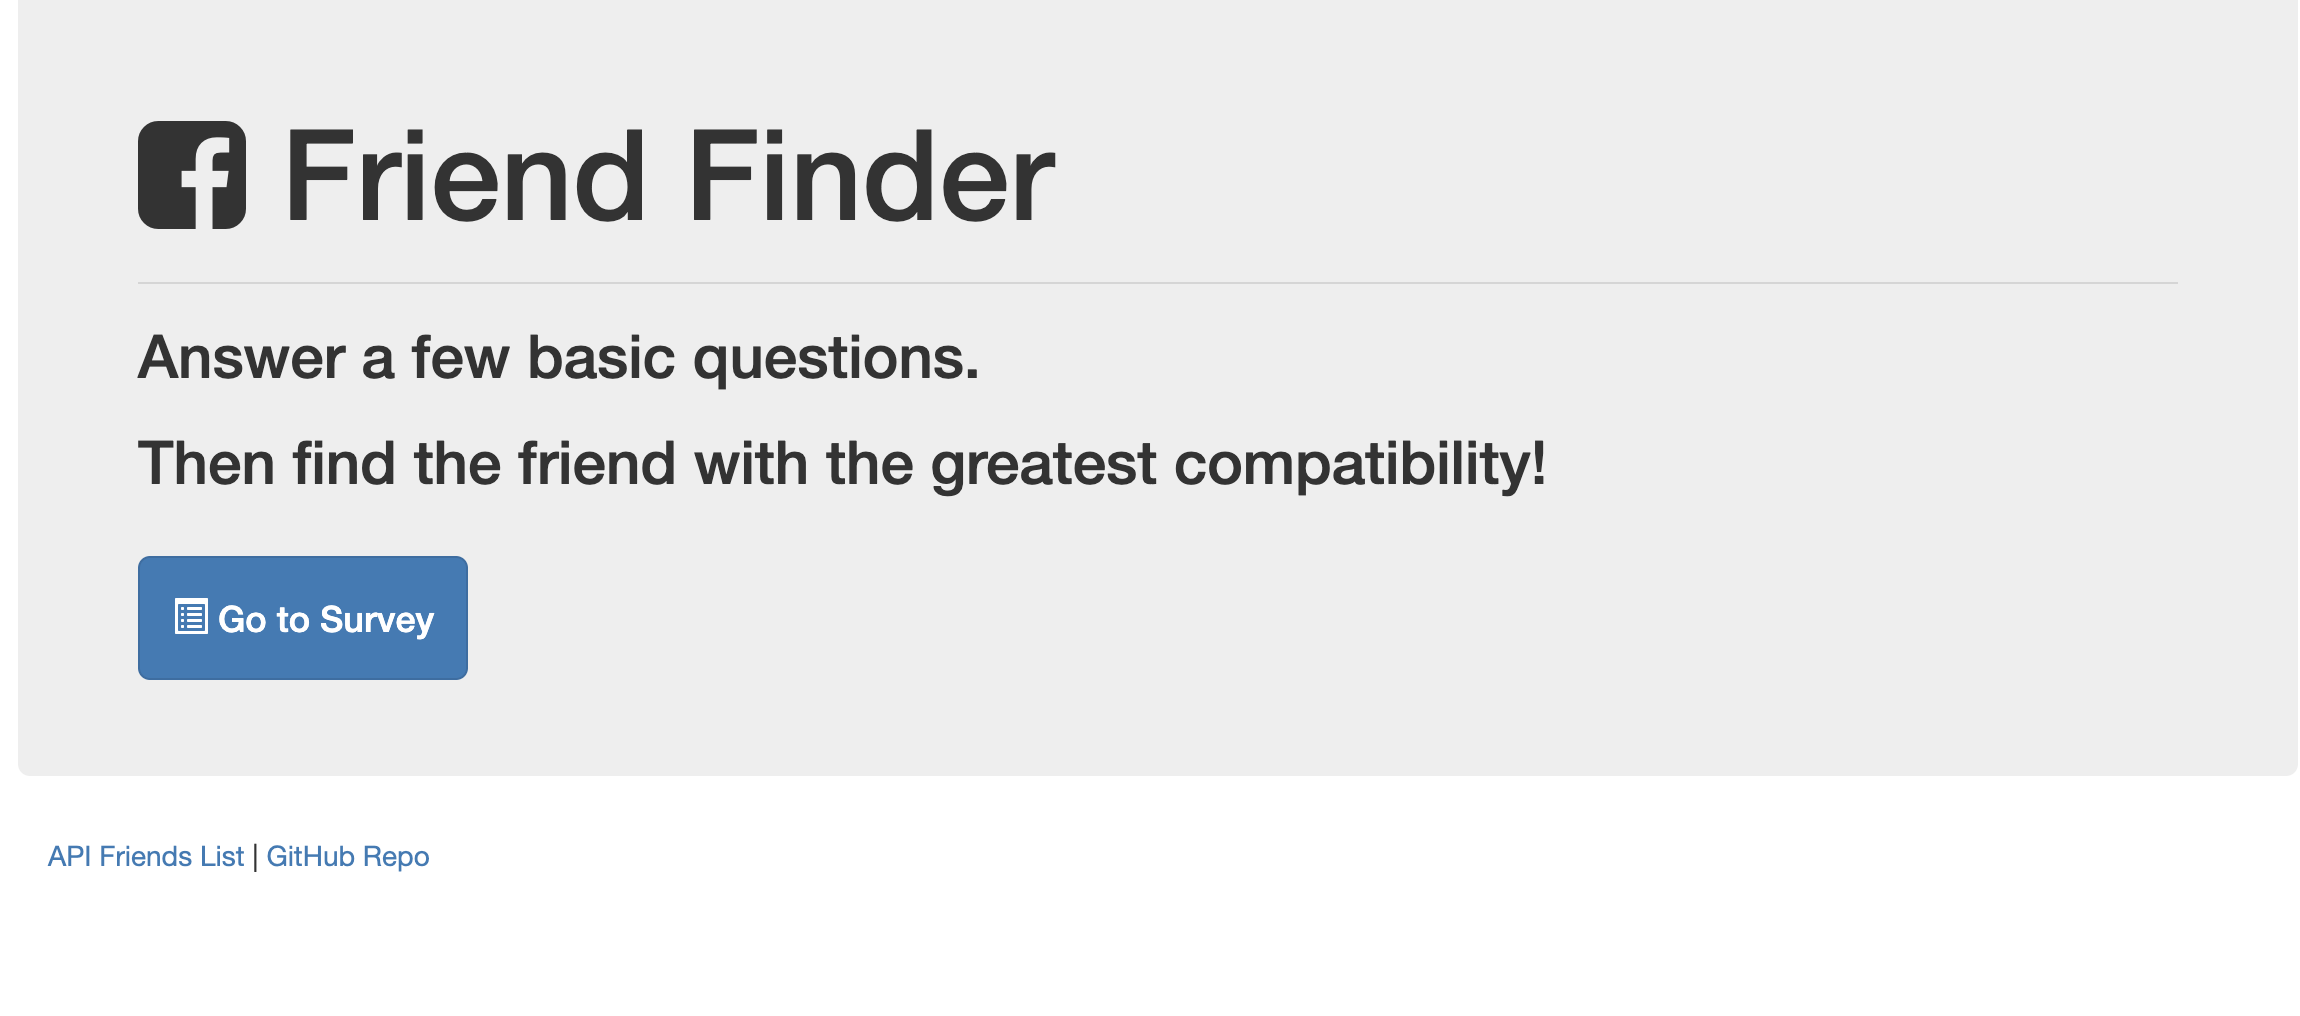 Friend Finder
Answer a few basic questions.
Then find the friend with the greatest compatibility!
Go to Survey
API Friends List | GitHub Repo